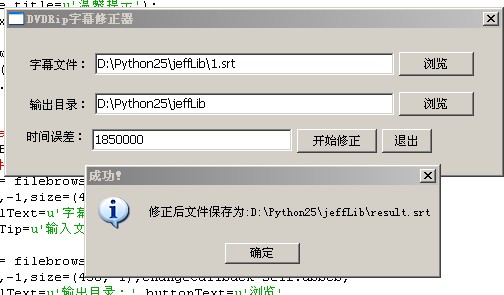 e title=u'温馨提示');
DVDRip字幕修正器
字幕文件： D:\Python25\jeffLib\1.srt 浏览
输出目录： D:\Python25\jeffLib 浏览
时间误差： 1850000 开始修正 退出
成功!
修正后文件保存为:D:\Python25\jeffLib\result.srt
确定
= filebrows
,-1,size=(4
lText=u'字幕
Tip=u'输入文
= filebrows
,-1,size=(450,-1),changeCallback=self.
lText=u'输出目录：',buttonText=u'浏览'